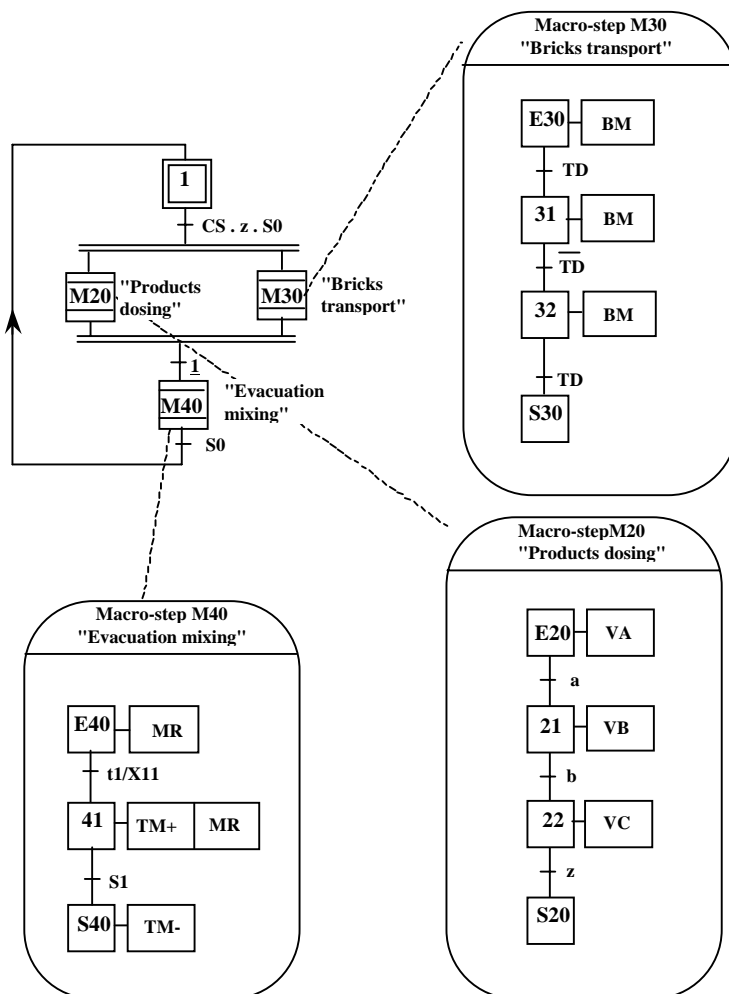 Macro-step M30
"Bricks transport"
E30
BM
TD
31
BM
T̅D̅
32
BM
TD
S30
1
CS . z . S0
M20
"Products
dosing"
M30
"Bricks
transport"
1
M40
"Evacuation
mixing"
S0
Macro-stepM20
"Products dosing"
E20
VA
a
21
VB
b
22
VC
z
S20
Macro-step M40
"Evacuation mixing"
E40
MR
t1/X11
41
TM+
MR
S1
S40
TM-